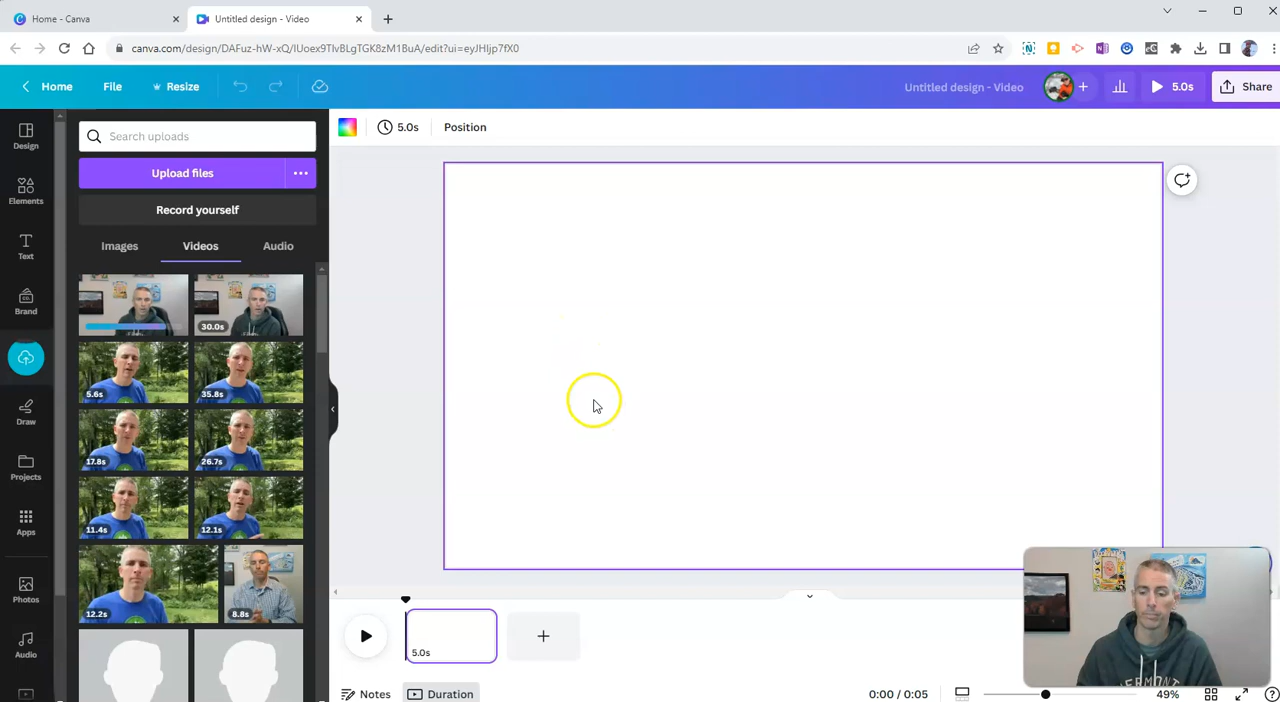 Home - Canva
Untitled design - Video
canva.com/design/DAFuz-hW-xQ/IUoex9TlvBLgTGK8zM1BuA/edit?ui=eyJHIjp7fX0
Home
File
Resize
Untitled design - Video
5.0s
Share
Design
Elements
Text
Brand
Draw
Projects
Apps
Photos
Audio
Search uploads
Upload files
Record yourself
Images
Videos
Audio
30.0s
5.6s
35.8s
17.8s
26.7s
11.4s
12.1s
12.2s
8.8s
5.0s
Position
5.0s
Notes
Duration
0:00 / 0:05
49%